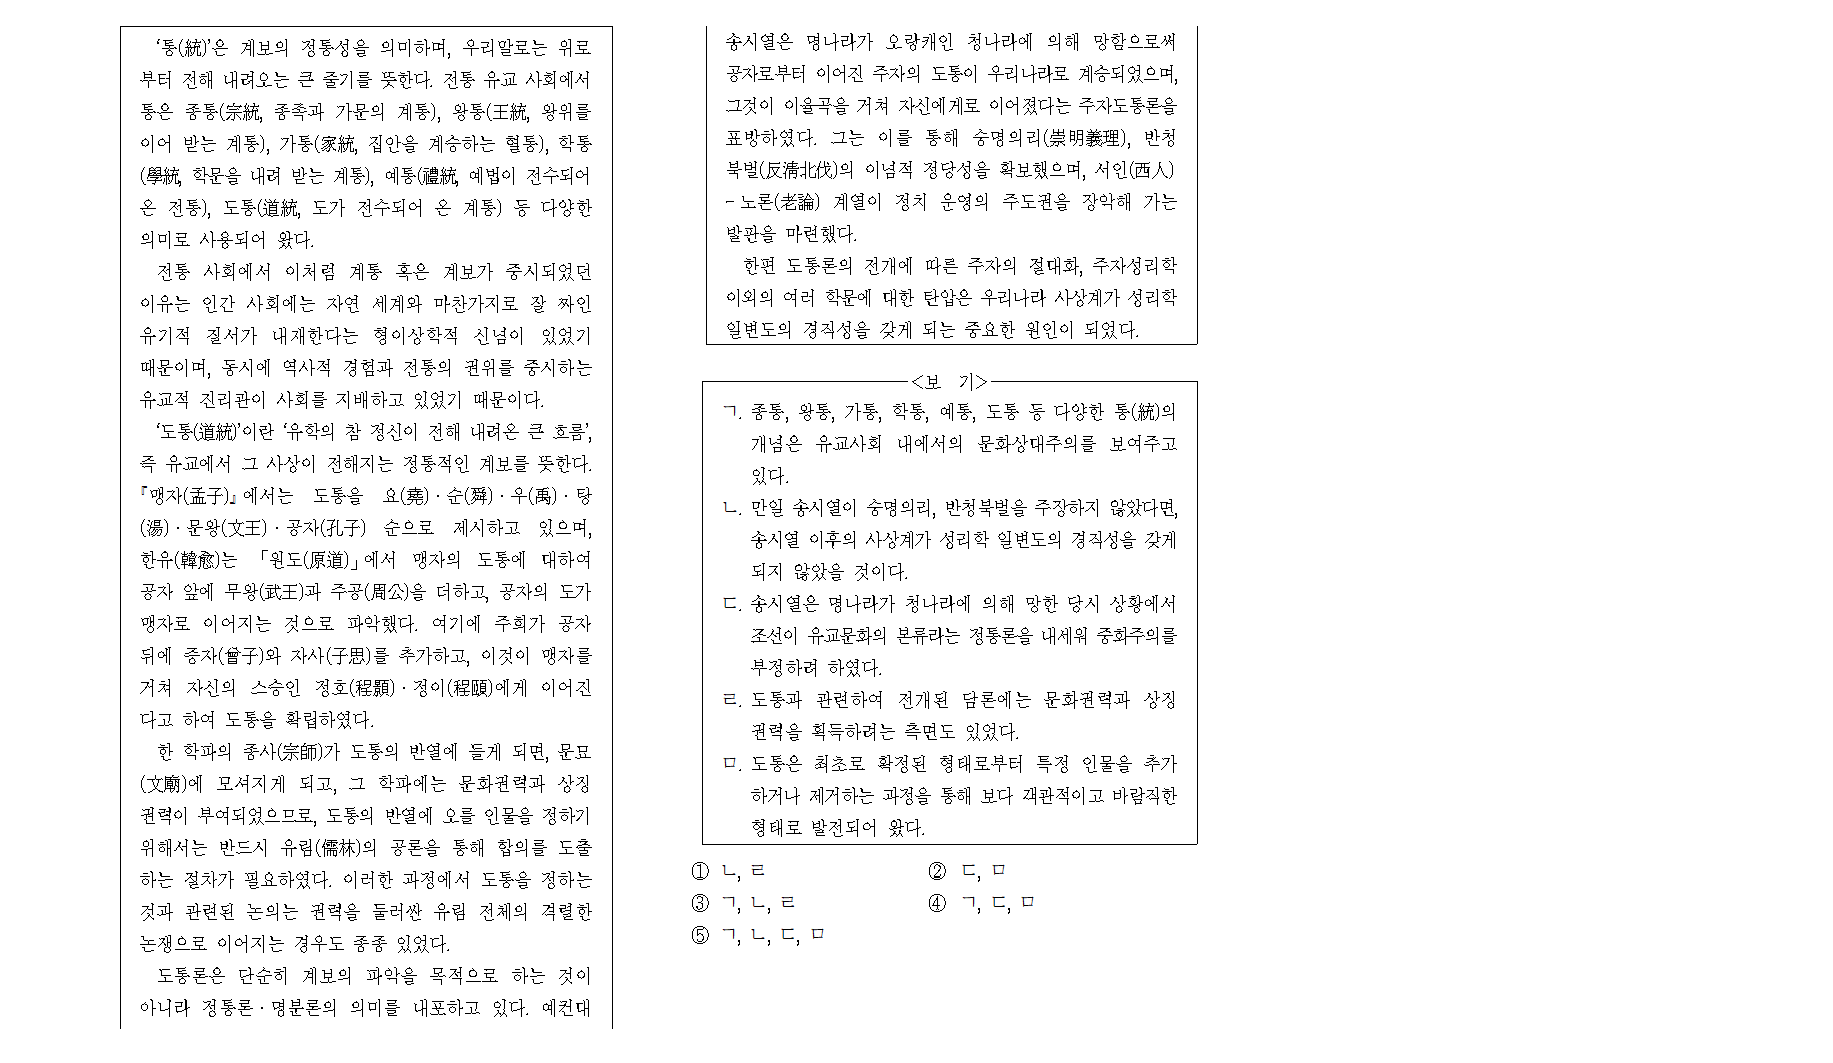 ‘통(統)’은 계보의 정통성을 의미하며, 우리말로는 위로
부터 전해 내려오는 큰 줄기를 뜻한다. 전통 유교 사회에서
통은 종통(宗統, 종족과 가문의 계통), 왕통(王統, 왕위를
이어 받는 계통), 가통(家統, 집안을 계승하는 혈통), 학통
(學統, 학문을 내려 받는 계통), 예통(禮統, 예법이 전수되어
온 전통), 도통(道統, 도가 전수되어 온 계통) 등 다양한
의미로 사용되어 왔다.
전통 사회에서 이처럼 계통 혹은 계보가 중시되었던
이유는 인간 사회에는 자연 세계와 마찬가지로 잘 짜인
유기적 질서가 내재한다는 형이상학적 신념이 있었기
때문이며, 동시에 역사적 경험과 전통의 권위를 중시하는
유교적 진리관이 사회를 지배하고 있었기 때문이다.
‘도통(道統)’이란 ‘유학의 참 정신이 전해 내려온 큰 흐름’,
즉 유교에서 그 사상이 전해지는 정통적인 계보를 뜻한다.
『맹자(孟子)』에서는 도통을 요(堯)·순(舜)·우(禹)·탕
(湯)·문왕(文王)·공자(孔子) 순으로 제시하고 있으며,
한유(韓愈)는 「원도(原道)」에서 맹자의 도통에 대하여
공자 앞에 무왕(武王)과 주공(周公)을 더하고, 공자의 도가
맹자로 이어지는 것으로 파악했다. 여기에 주희가 공자
뒤에 증자(曾子)와 자사(子思)를 추가하고, 이것이 맹자를
거쳐 자신의 스승인 정호(程顥)·정이(程頤)에게 이어진
다고 하여 도통을 확립하였다.
한 학파의 종사(宗師)가 도통의 반열에 들게 되면, 문묘
(文廟)에 모셔지게 되고, 그 학파에는 문화권력과 상징
권력이 부여되었으므로, 도통의 반열에 오를 인물을 정하기
위해서는 반드시 유림(儒林)의 공론을 통해 합의를 도출
하는 절차가 필요하였다. 이러한 과정에서 도통을 정하는
것과 관련된 논의는 권력을 둘러싼 유림 전체의 격렬한
논쟁으로 이어지는 경우도 종종 있었다.
도통론은 단순히 계보의 파악을 목적으로 하는 것이
아니라 정통론·명분론의 의미를 내포하고 있다. 예컨대
송시열은 명나라가 오랑캐인 청나라에 의해 망함으로써
공자로부터 이어진 주자의 도통이 우리나라로 계승되었으며,
그것이 이율곡을 거쳐 자신에게로 이어졌다는 주자도통론을
표방하였다. 그는 이를 통해 숭명의리(崇明義理), 반청
북벌(反淸北伐)의 이념적 정당성을 확보했으며, 서인(西人)
-노론(老論) 계열이 정치 운영의 주도권을 장악해 가는
발판을 마련했다.
한편 도통론의 전개에 따른 주자의 절대화, 주자성리학
이외의 여러 학문에 대한 탄압은 우리나라 사상계가 성리학
일변도의 경직성을 갖게 되는 중요한 원인이 되었다.
<보 기>
ㄱ. 종통, 왕통, 가통, 학통, 예통, 도통 등 다양한 통(統)의
개념은 유교사회 내에서의 문화상대주의를 보여주고
있다.
ㄴ. 만일 송시열이 숭명의리, 반청북벌을 주장하지 않았다면,
송시열 이후의 사상계가 성리학 일변도의 경직성을 갖게
되지 않았을 것이다.
ㄷ. 송시열은 명나라가 청나라에 의해 망한 당시 상황에서
조선이 유교문화의 본류라는 정통론을 내세워 중화주의를
부정하려 하였다.
ㄹ. 도통과 관련하여 전개된 담론에는 문화권력과 상징
권력을 획득하려는 측면도 있었다.
ㅁ. 도통은 최초로 확정된 형태로부터 특정 인물을 추가
하거나 제거하는 과정을 통해 보다 객관적이고 바람직한
형태로 발전되어 왔다.
① ㄴ, ㄹ ② ㄷ, ㅁ
③ ㄱ, ㄴ, ㄹ ④ ㄱ, ㄷ, ㅁ
⑤ ㄱ, ㄴ, ㄷ, ㅁ